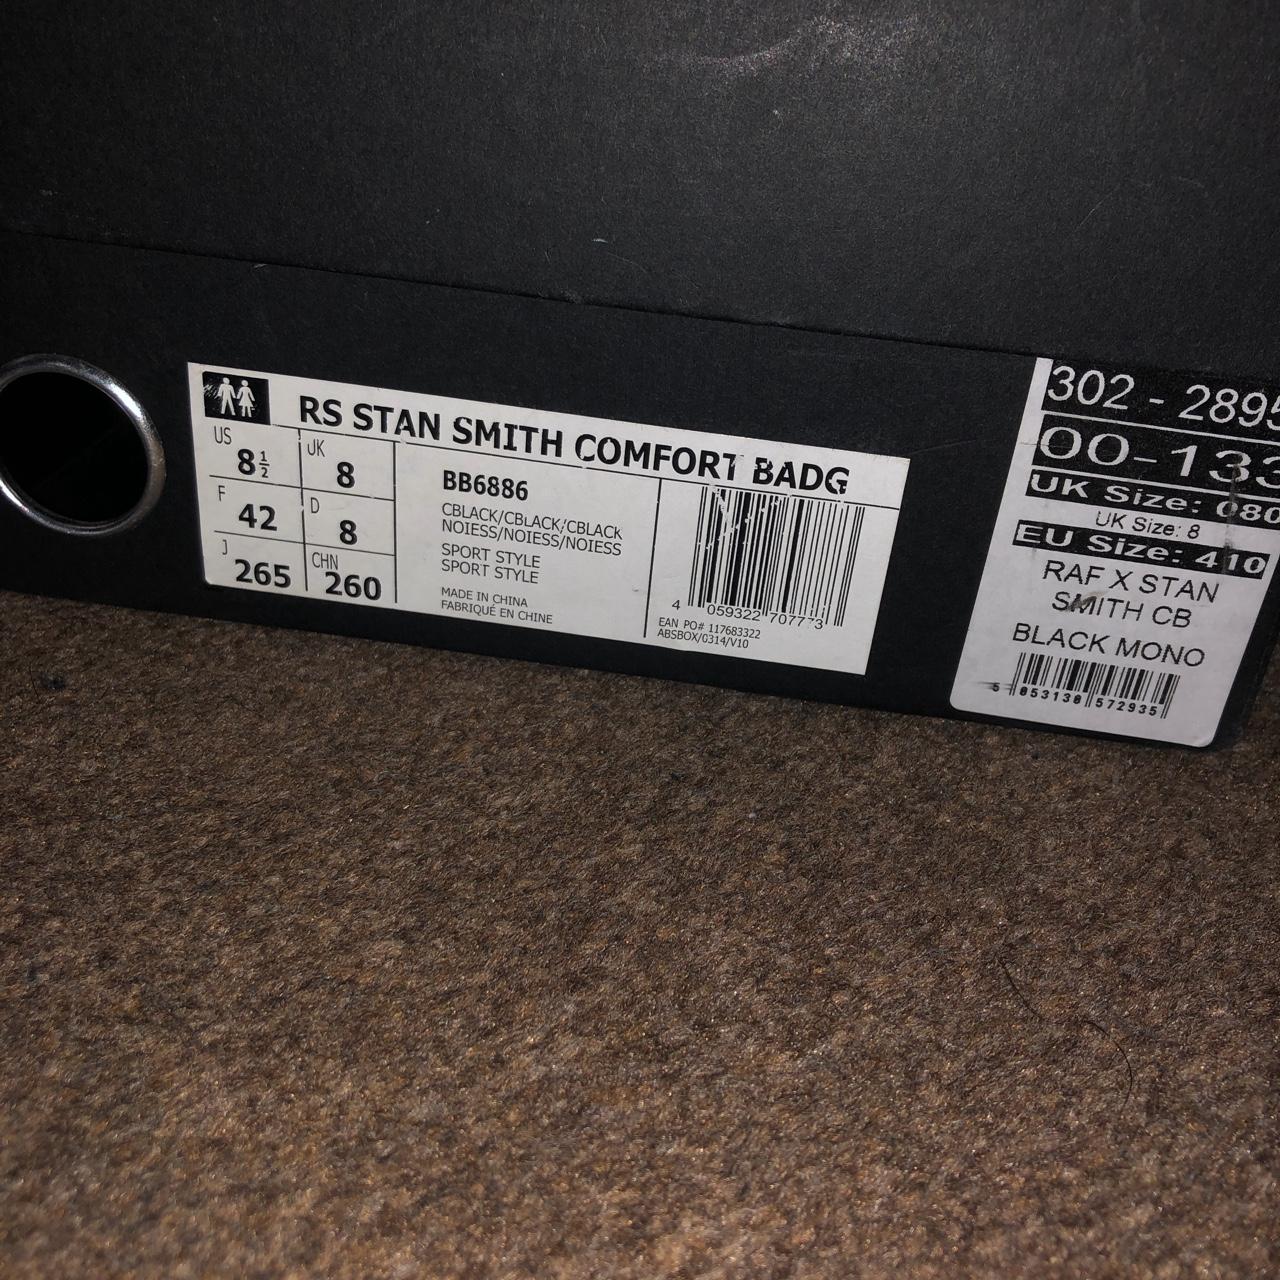 RS STAN SMITH COMFORT BADG
US 8½ UK 8
F 42 D 8
J 265 CHN 260
BB6886
CBLACK/CBLACK/CBLACK
NOIESS/NOIESS/NOIESS
SPORT STYLE
SPORT STYLE
MADE IN CHINA
FABRIQUÉ EN CHINE
4 059322 707773
EAN PO# 117683322
ABSBOX/0314/V10
302 - 2895
00-133
UK Size: 080
UK Size: 8
EU Size: 410
RAF X STAN
SMITH CB
BLACK MONO
5 053138 572935